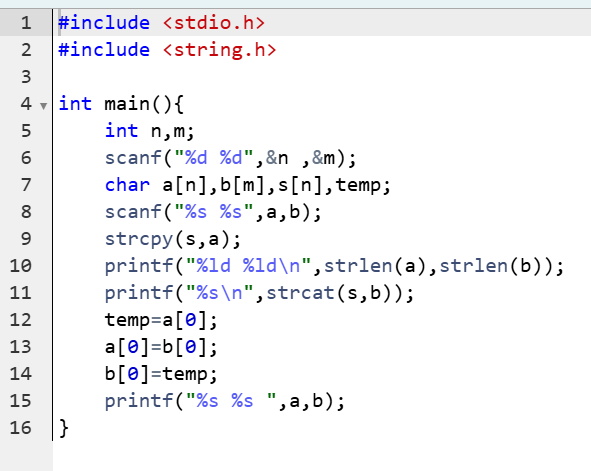 1 #include <stdio.h>
2 #include <string.h>
3
4 int main(){
5 int n,m;
6 scanf("%d %d",&n ,&m);
7 char a[n],b[m],s[n],temp;
8 scanf("%s %s",a,b);
9 strcpy(s,a);
10 printf("%ld %ld\n",strlen(a),strlen(b));
11 printf("%s\n",strcat(s,b));
12 temp=a[0];
13 a[0]=b[0];
14 b[0]=temp;
15 printf("%s %s ",a,b);
16 }